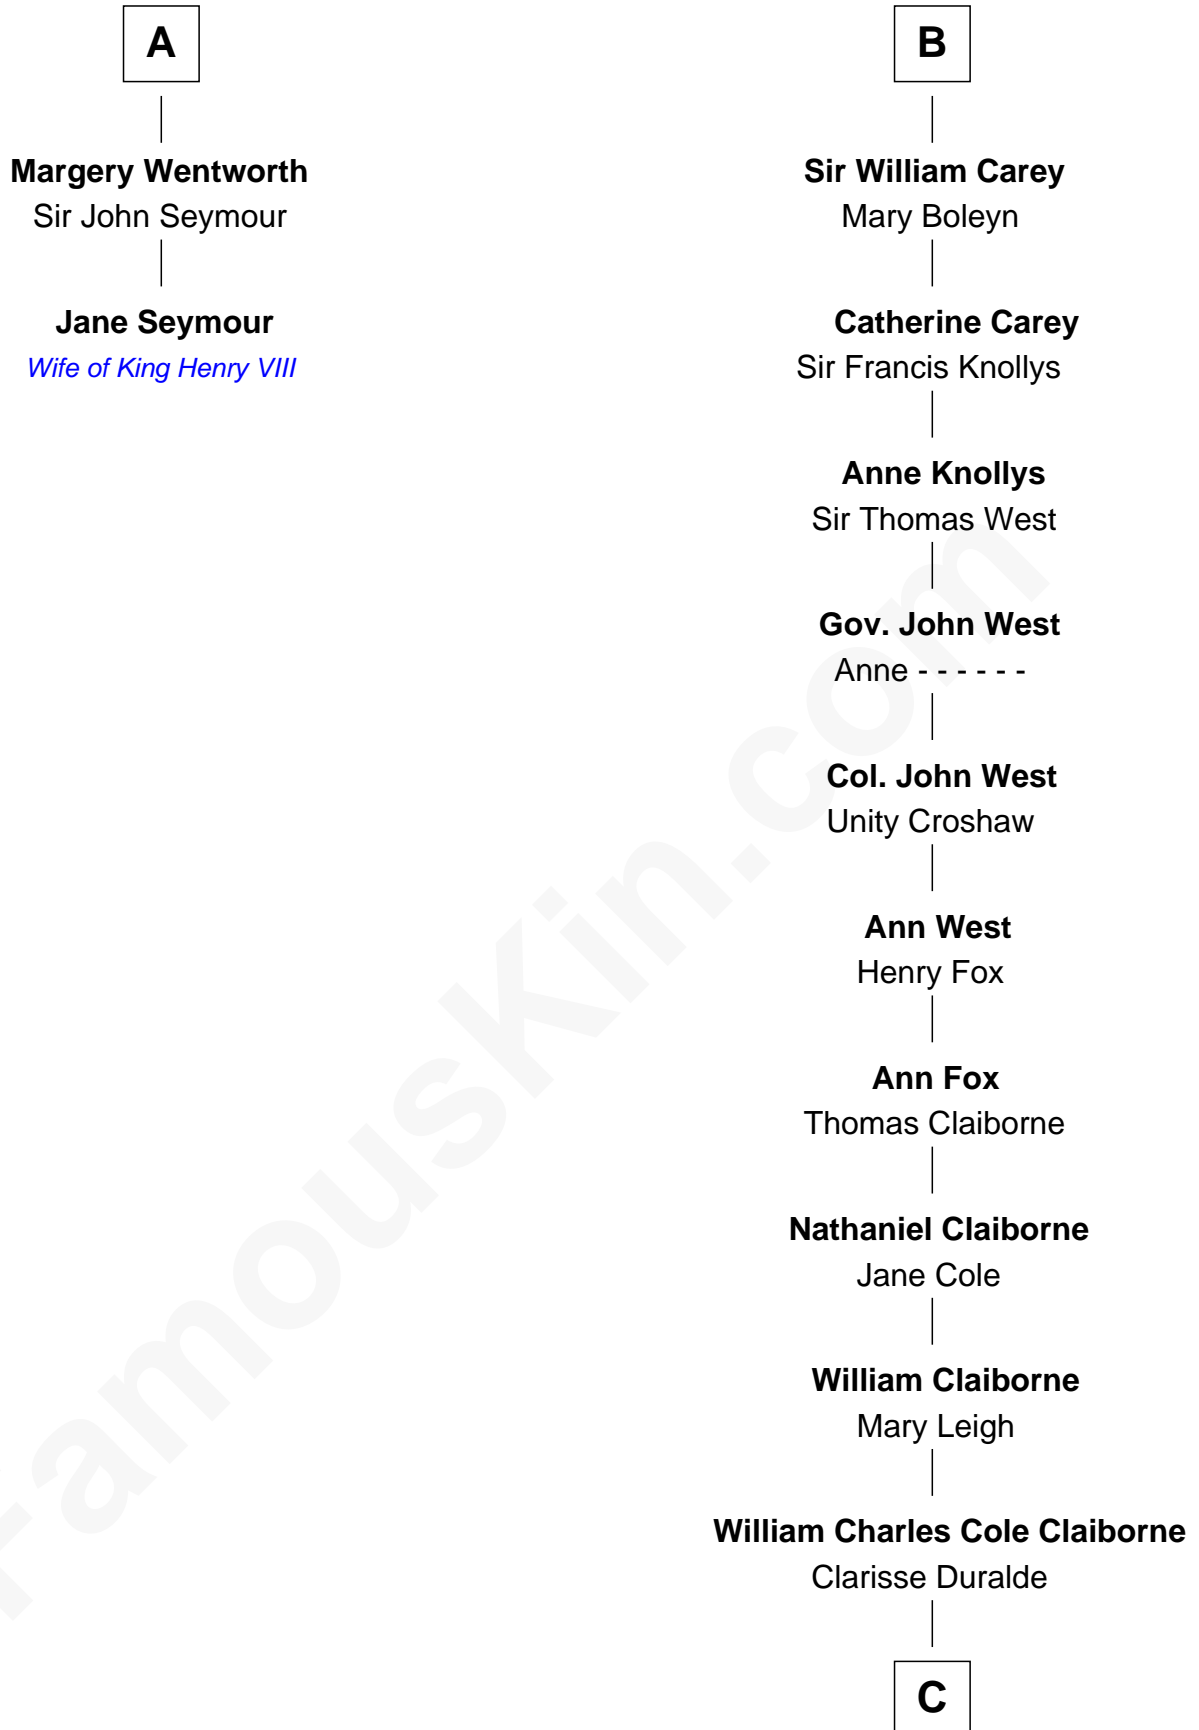 A
Margery Wentworth
Sir John Seymour
Jane Seymour
Wife of King Henry VIII
B
Sir William Carey
Mary Boleyn
Catherine Carey
Sir Francis Knollys
Anne Knollys
Sir Thomas West
Gov. John West
Anne - - - - - -
Col. John West
Unity Croshaw
Ann West
Henry Fox
Ann Fox
Thomas Claiborne
Nathaniel Claiborne
Jane Cole
William Claiborne
Mary Leigh
William Charles Cole Claiborne
Clarisse Duralde
C
FamousKin.com